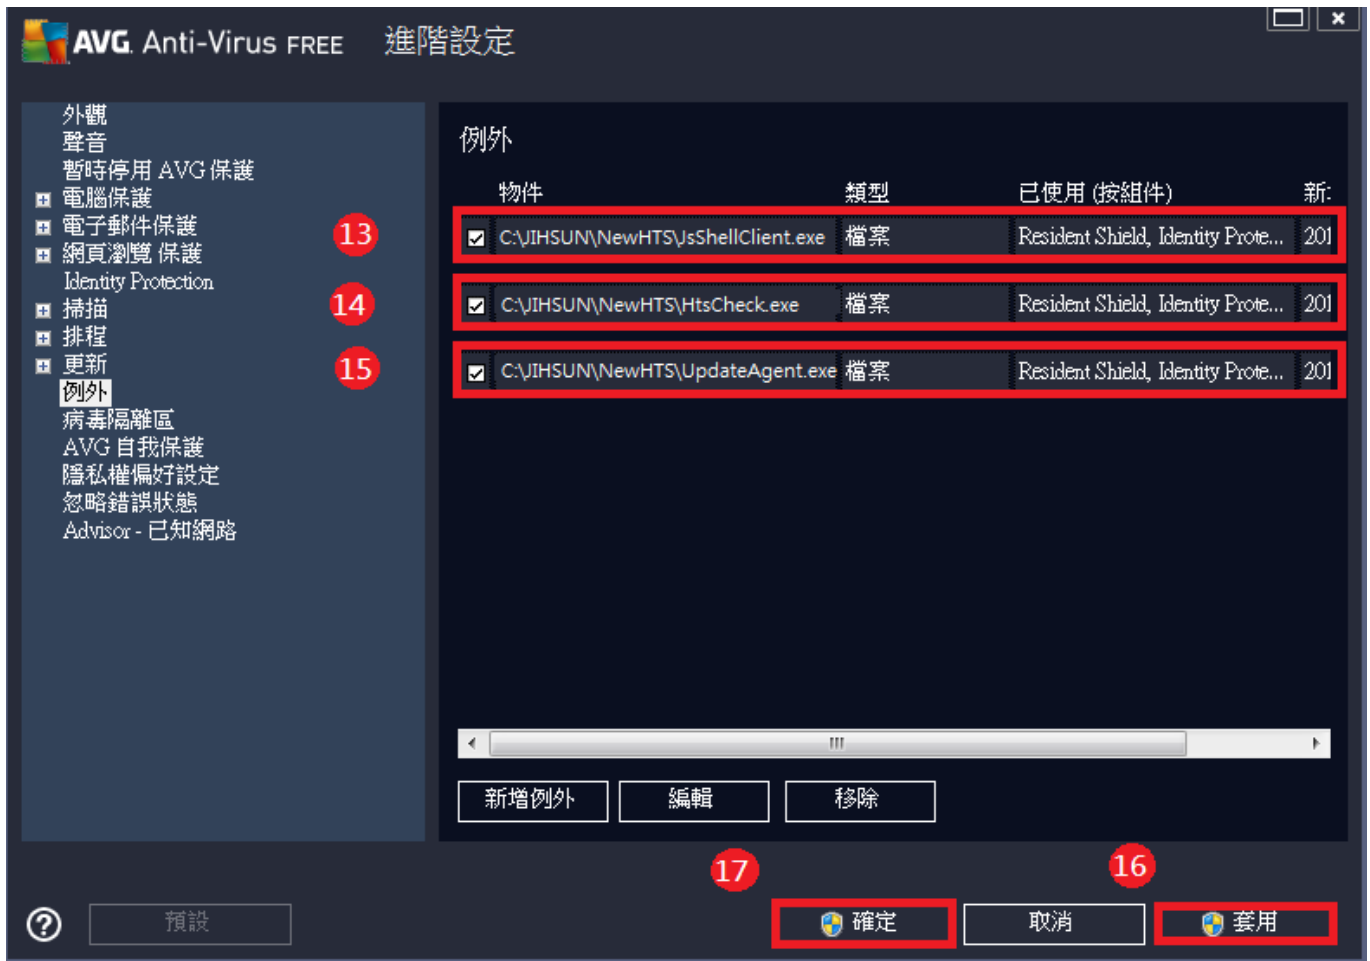 AVG. Anti-Virus FREE 進階設定
外觀
聲音
暫時停用 AVG 保護
電腦保護
電子郵件保護
網頁瀏覽 保護
Identity Protection
掃描
排程
更新
例外
病毒隔離區
AVG 自我保護
隱私權偏好設定
忽略錯誤狀態
Advisor - 已知網路
例外
物件 類型 已使用 (按組件) 新:
13 C:\JIHSUN\NewHTS\JsShellClient.exe 檔案 Resident Shield, Identity Prote... 201
14 C:\JIHSUN\NewHTS\HtsCheck.exe 檔案 Resident Shield, Identity Prote... 201
15 C:\JIHSUN\NewHTS\UpdateAgent.exe 檔案 Resident Shield, Identity Prote... 201
新增例外 編輯 移除
17 16
? 預設 確定 取消 套用